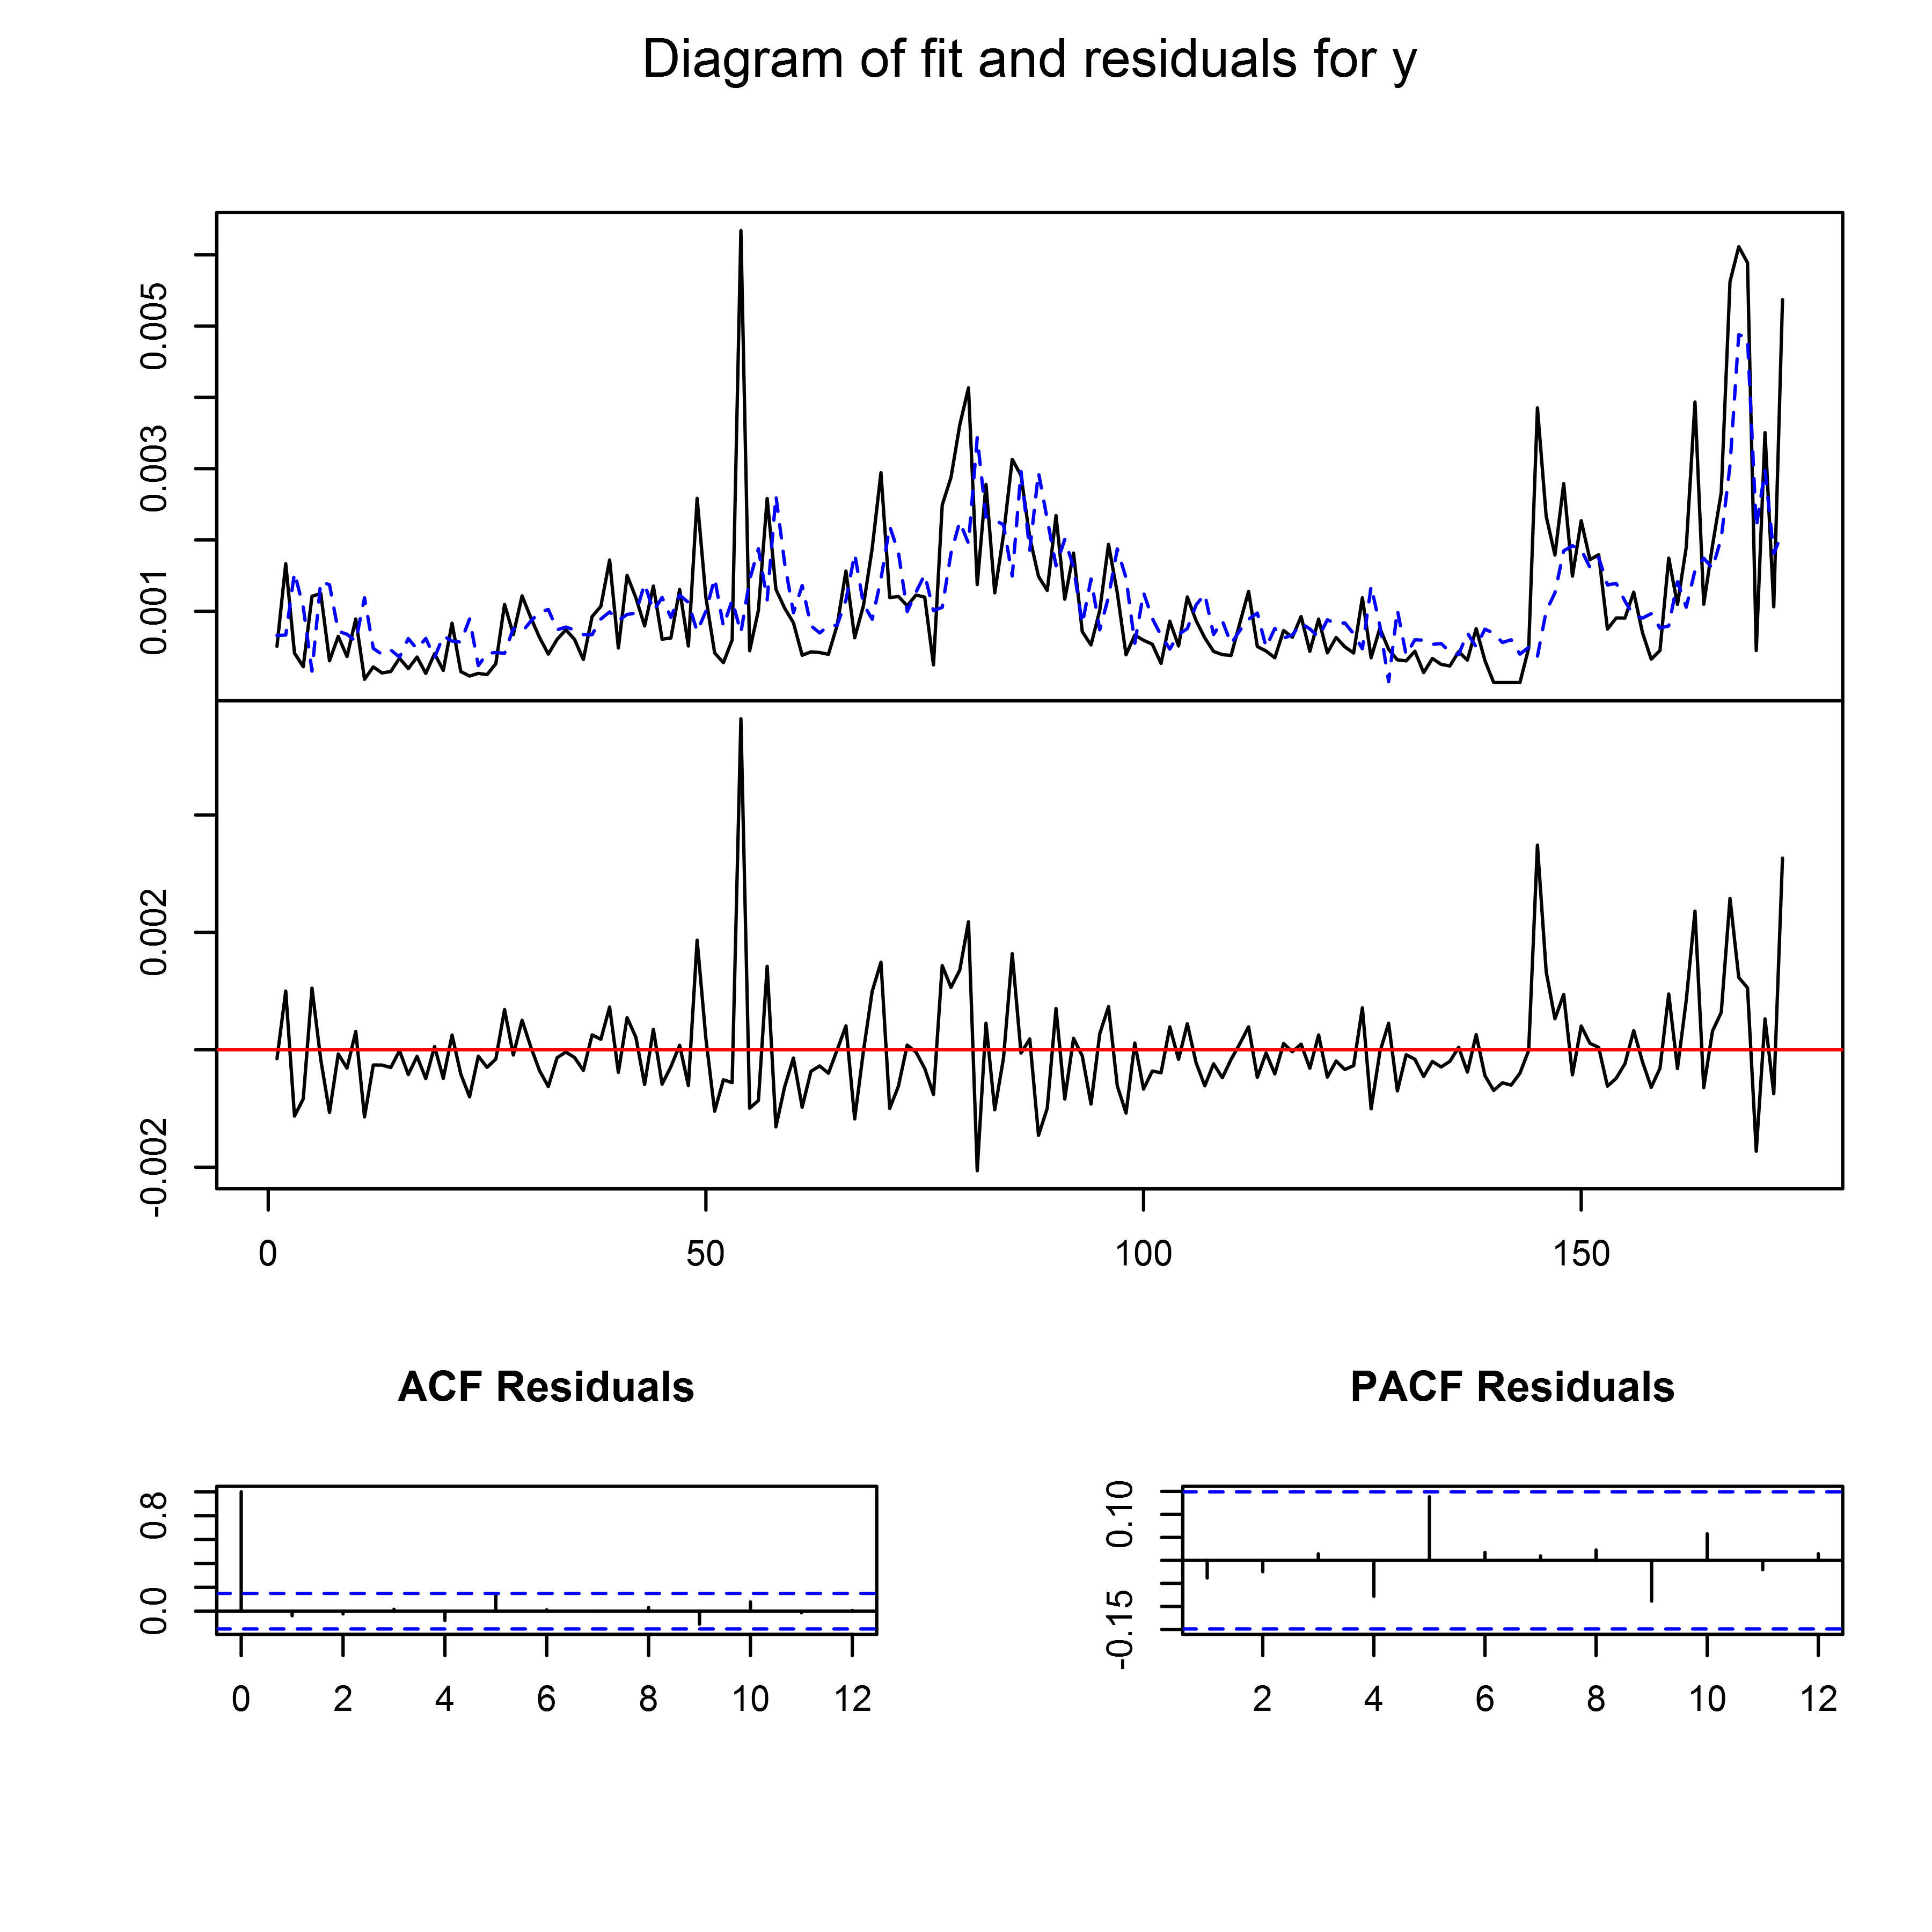 Diagram of fit and residuals for y
0.005
0.003
0.001
0.002
-0.002
0 50 100 150
ACF Residuals
0.8
0.0
0 2 4 6 8 10 12
PACF Residuals
0.10
-0.15
2 4 6 8 10 12